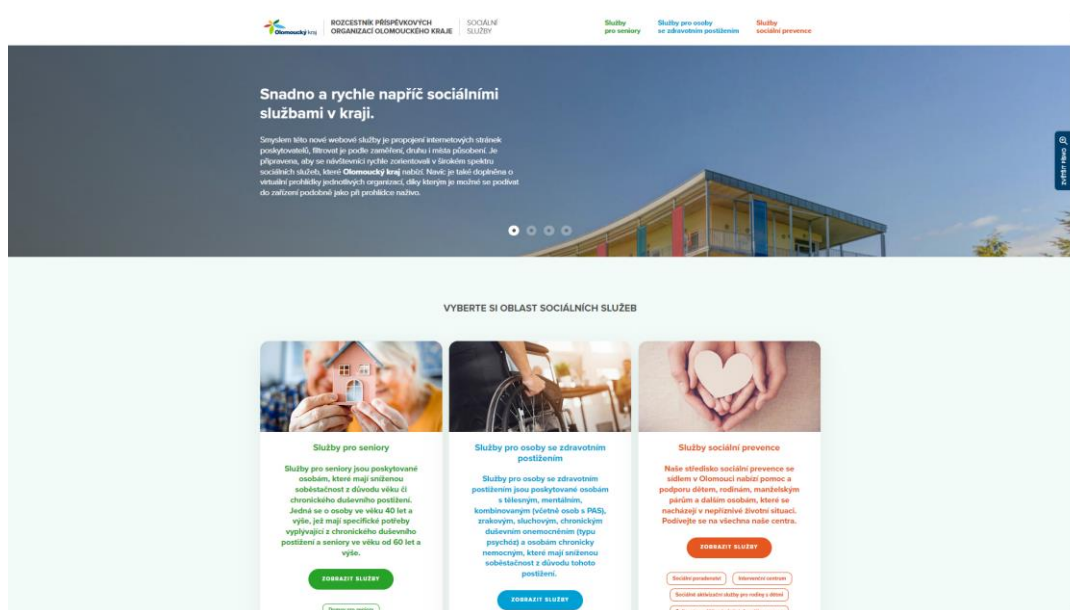 Olomoucký kraj
ROZCESTNÍK PŘÍSPĚVKOVÝCH
ORGANIZACÍ OLOMOUCKÉHO KRAJE
SOCIÁLNÍ
SLUŽBY
Služby
pro seniory
Služby pro osoby
se zdravotním postižením
Služby
sociální prevence
Snadno a rychle napříč sociálními
službami v kraji.
Smyslem této nové webové služby je propojení internetových stránek
poskytovatelů, filtrovat je podle zaměření, druhu i místa působení. Je
připravena, aby se návštěvníci rychle zorientovali v širokém spektru
sociálních služeb, které Olomoucký kraj nabízí. Navíc je také doplněna o
virtuální prohlídky jednotlivých organizací, díky kterým je možné se podívat
do zařízení podobně jako při prohlídce naživo.
ZVĚTŠIT PÍSMO
VYBERTE SI OBLAST SOCIÁLNÍCH SLUŽEB
Služby pro seniory
Služby pro seniory jsou poskytované
osobám, které mají sníženou
soběstačnost z důvodu věku či
chronického duševního postižení.
Jedná se o osoby ve věku 40 let a
výše, jež mají specifické potřeby
vyplývající z chronického duševního
postižení a seniory ve věku od 60 let a
výše.
ZOBRAZIT SLUŽBY
Domov pro seniory
Služby pro osoby se zdravotním
postižením
Služby pro osoby se zdravotním
postižením jsou poskytované osobám
s tělesným, mentálním,
kombinovaným (včetně osob s PAS),
zrakovým, sluchovým, chronickým
duševním onemocněním (typu
psychóz) a osobám chronicky
nemocným, které mají sníženou
soběstačnost z důvodu tohoto
postižení.
ZOBRAZIT SLUŽBY
Služby sociální prevence
Naše středisko sociální prevence se
sídlem v Olomouci nabízí pomoc a
podporu dětem, rodinám, manželským
párům a dalším osobám, které se
nacházejí v nepříznivé životní situaci.
Podívejte se na všechna naše centra.
ZOBRAZIT SLUŽBY
Sociální poradenství
Intervenční centrum
Sociálně aktivizační služby pro rodiny s dětmi